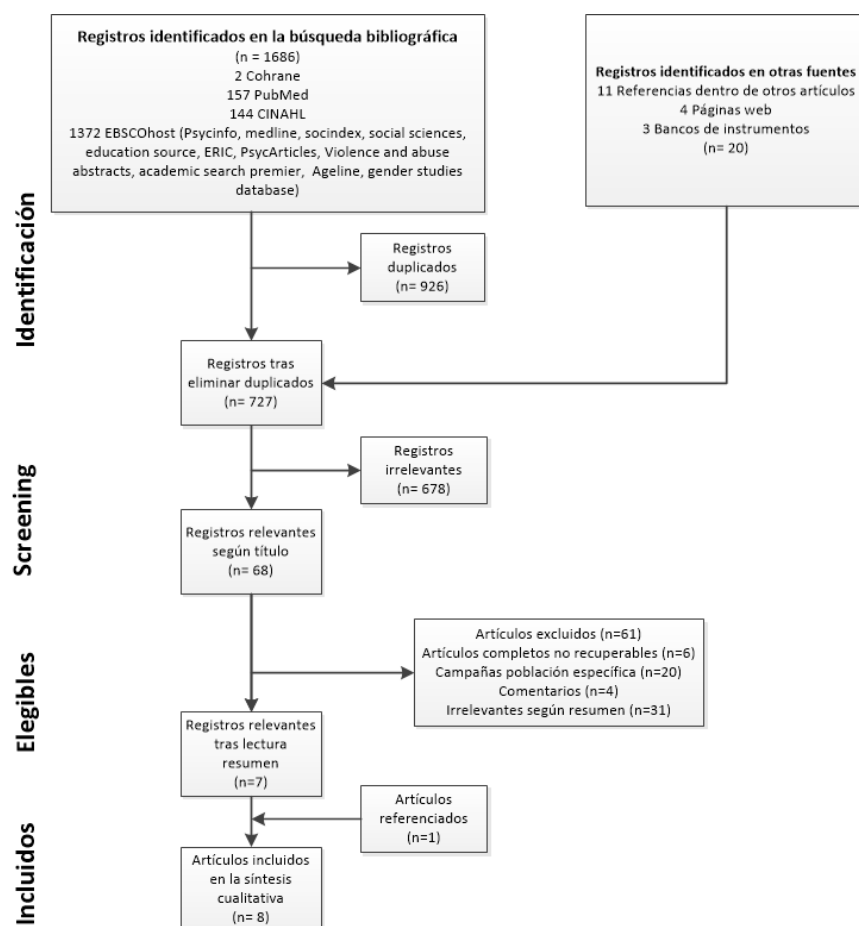 Registros identificados en la búsqueda bibliográfica
(n = 1686)
2 Cohrane
157 PubMed
144 CINAHL
1372 EBSCOhost (Psycinfo, medline, socindex, social sciences,
education source, ERIC, PsycArticles, Violence and abuse
abstracts, academic search premier, Ageline, gender studies
database)
Registros identificados en otras fuentes
11 Referencias dentro de otros artículos
4 Páginas web
3 Bancos de instrumentos
(n= 20)
Identificación
Registros
duplicados
(n= 926)
Registros tras
eliminar duplicados
(n= 727)
Screening
Registros
irrelevantes
(n= 678)
Registros relevantes
según título
(n= 68)
Elegibles
Artículos excluidos (n=61)
Artículos completos no recuperables (n=6)
Campañas población específica (n=20)
Comentarios (n=4)
Irrelevantes según resumen (n=31)
Registros relevantes
tras lectura
resumen
(n=7)
Incluidos
Artículos
referenciados
(n=1)
Artículos incluidos
en la síntesis
cualitativa
(n= 8)